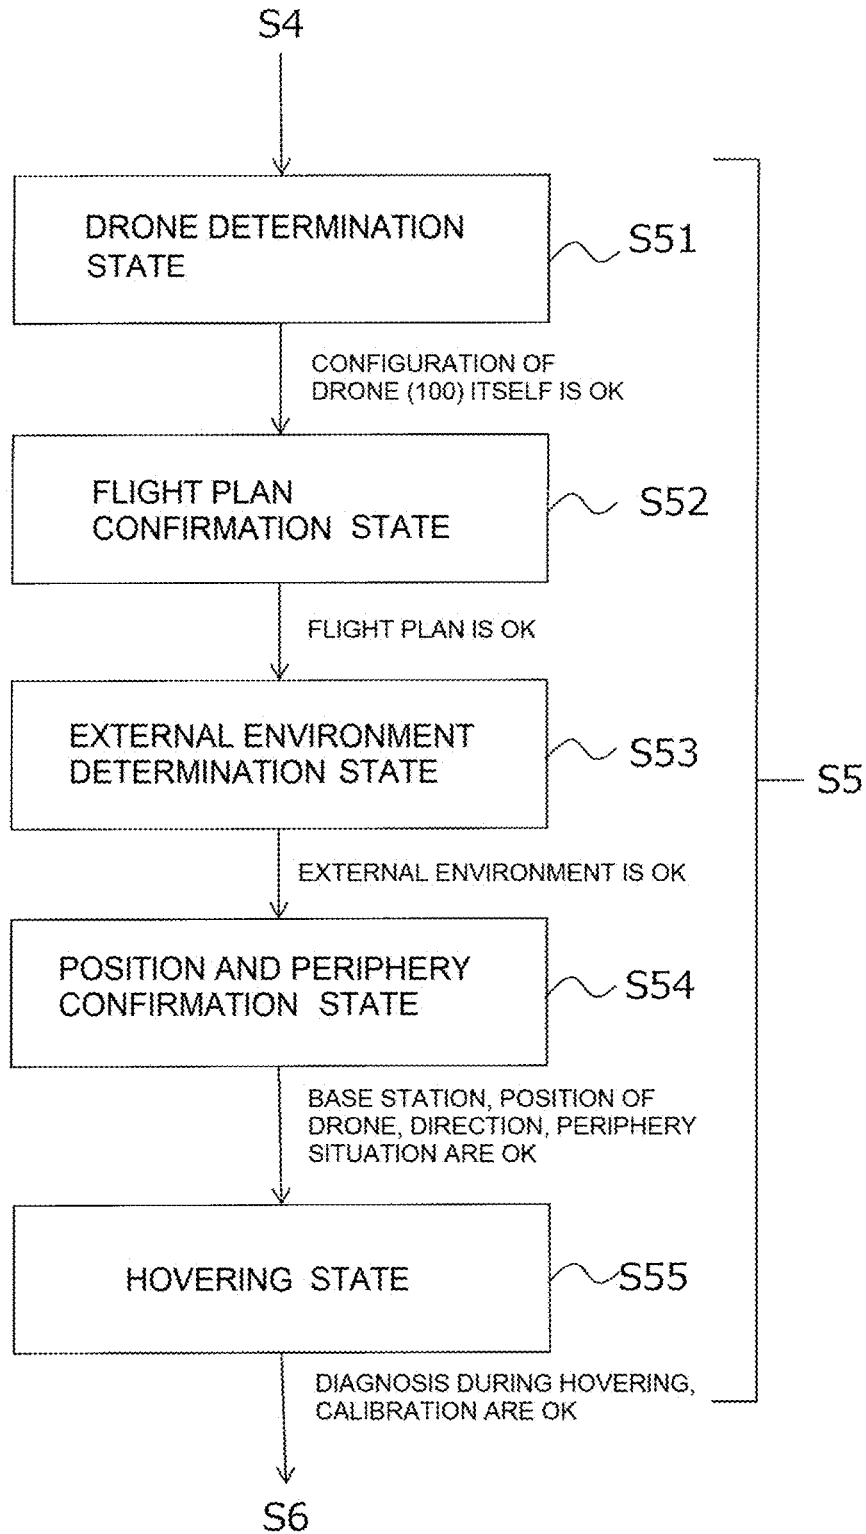 S4
DRONE DETERMINATION
STATE
S51
CONFIGURATION OF
DRONE (100) ITSELF IS OK
FLIGHT PLAN
CONFIRMATION STATE
S52
FLIGHT PLAN IS OK
EXTERNAL ENVIRONMENT
DETERMINATION STATE
S53
S5
EXTERNAL ENVIRONMENT IS OK
POSITION AND PERIPHERY
CONFIRMATION STATE
S54
BASE STATION, POSITION OF
DRONE, DIRECTION, PERIPHERY
SITUATION ARE OK
HOVERING STATE
S55
DIAGNOSIS DURING HOVERING,
CALIBRATION ARE OK
S6